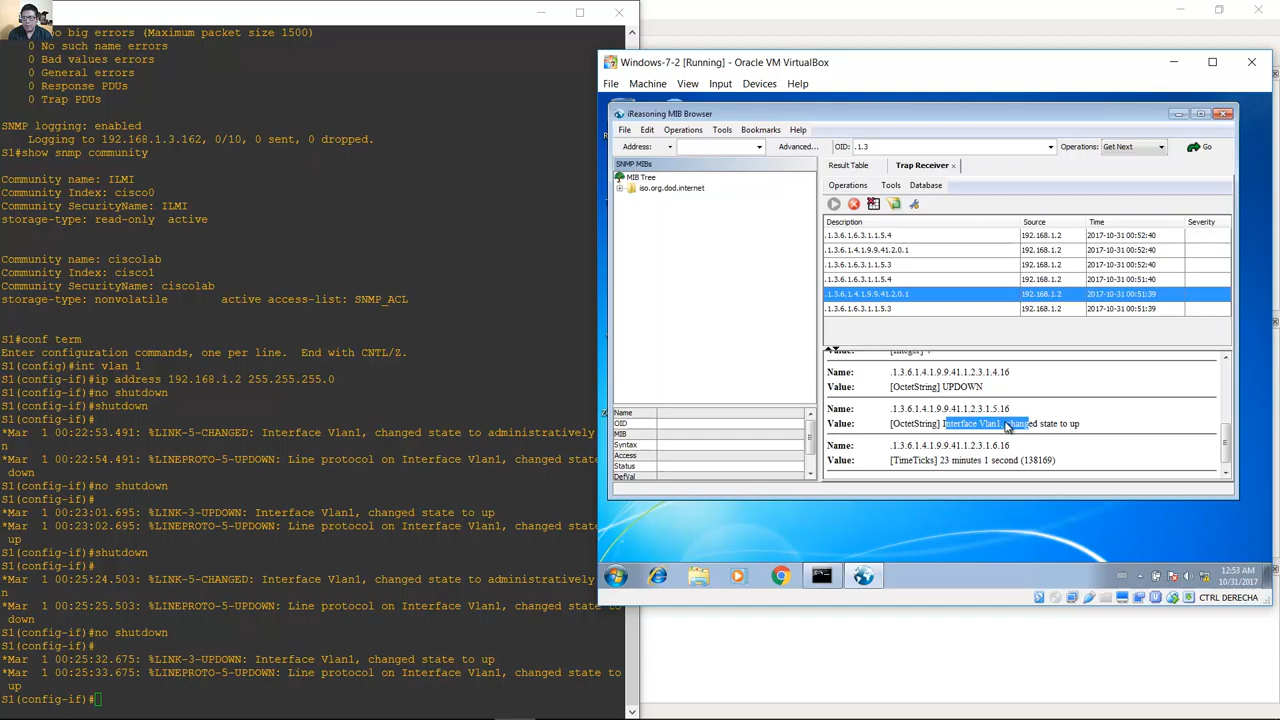 oo big errors (Maximum packet size 1500)
0 No such name errors
0 Bad values errors
0 General errors
0 Response PDUs
0 Trap PDUs
SNMP logging: enabled
Logging to 192.168.1.3.162, 0/10, 0 sent, 0 dropped.
S1#show snmp community
Community name: ILMI
Community Index: cisco0
Community SecurityName: ILMI
storage-type: read-only active
Community name: ciscolab
Community Index: cisco1
Community SecurityName: ciscolab
storage-type: nonvolatile active access-list: SNMP_ACL
S1#conf term
Enter configuration commands, one per line. End with CNTL/Z.
S1(config)#int vlan 1
S1(config-if)#ip address 192.168.1.2 255.255.255.0
S1(config-if)#no shutdown
S1(config-if)#shutdown
S1(config-if)#
*Mar 1 00:22:53.491: %LINK-5-CHANGED: Interface Vlan1, changed state to administratively
n
*Mar 1 00:22:54.491: %LINEPROTO-5-UPDOWN: Line protocol on Interface Vlan1, changed state
down
S1(config-if)#no shutdown
S1(config-if)#
*Mar 1 00:23:01.695: %LINK-3-UPDOWN: Interface Vlan1, changed state to up
*Mar 1 00:23:02.695: %LINEPROTO-5-UPDOWN: Line protocol on Interface Vlan1, changed state
up
S1(config-if)#shutdown
S1(config-if)#
*Mar 1 00:25:24.503: %LINK-5-CHANGED: Interface Vlan1, changed state to administratively
n
*Mar 1 00:25:25.503: %LINEPROTO-5-UPDOWN: Line protocol on Interface Vlan1, changed state to
down
S1(config-if)#no shutdown
S1(config-if)#
*Mar 1 00:25:32.675: %LINK-3-UPDOWN: Interface Vlan1, changed state to up
*Mar 1 00:25:33.675: %LINEPROTO-5-UPDOWN: Line protocol on Interface Vlan1, changed state to
up
S1(config-if)#
Windows-7-2 [Running] - Oracle VM VirtualBox
File Machine View Input Devices Help
iReasoning MIB Browser
File Edit Operations Tools Bookmarks Help
Address: Advanced... OID: .1.3 Operations: Get Next Go
SNMP MIBs
MIB Tree
iso.org.dod.internet
Name
OID
MIB
Syntax
Access
Status
DefVal
Result Table Trap Receiver
Operations Tools Database
Description Source Time Severity
.1.3.6.1.6.3.1.1.5.4 192.168.1.2 2017-10-31 00:52:40
.1.3.6.1.4.1.9.9.41.2.0.1 192.168.1.2 2017-10-31 00:52:40
.1.3.6.1.6.3.1.1.5.3 192.168.1.2 2017-10-31 00:52:40
.1.3.6.1.6.3.1.1.5.4 192.168.1.2 2017-10-31 00:51:40
.1.3.6.1.4.1.9.9.41.2.0.1 192.168.1.2 2017-10-31 00:51:39
.1.3.6.1.6.3.1.1.5.3 192.168.1.2 2017-10-31 00:51:39
Value: [Integer]
Name: .1.3.6.1.4.1.9.9.41.1.2.3.1.4.16
Value: [OctetString] UPDOWN
Name: .1.3.6.1.4.1.9.9.41.1.2.3.1.5.16
Value: [OctetString] Interface Vlan1, changed state to up
Name: .1.3.6.1.4.1.9.9.41.1.2.3.1.6.16
Value: [TimeTicks] 23 minutes 1 second (138169)
12:53 AM
10/31/2017
CTRL DERECHA